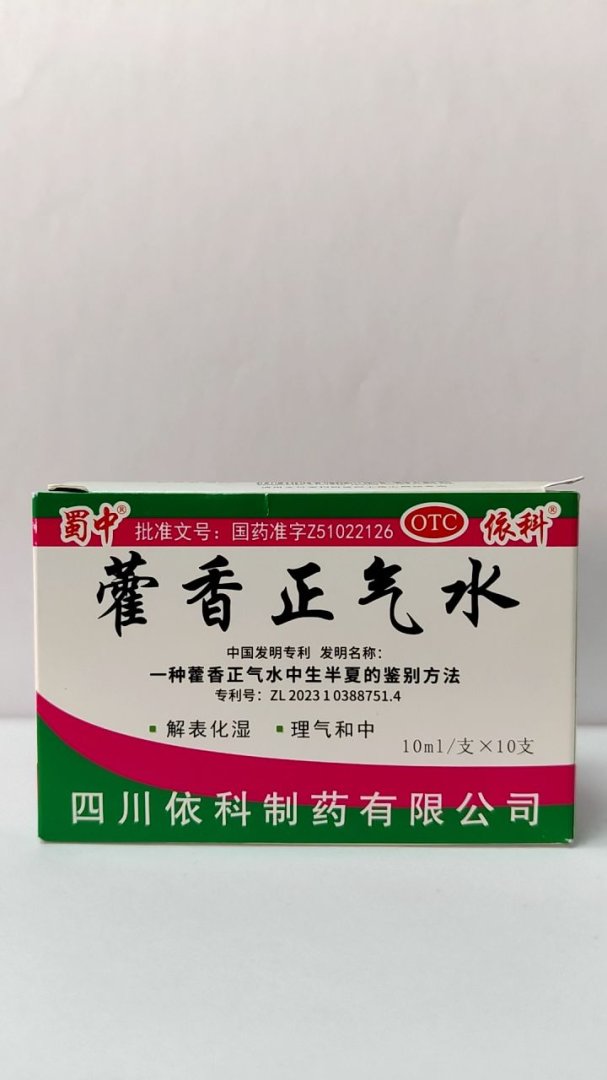 蜀中® 批准文号：国药准字Z51022126 OTC 依科®
藿香正气水
中国发明专利 发明名称：
一种藿香正气水中生半夏的鉴别方法
专利号：ZL 2023 1 0388751.4
▪ 解表化湿 ▪ 理气和中
10ml/支×10支
四川依科制药有限公司